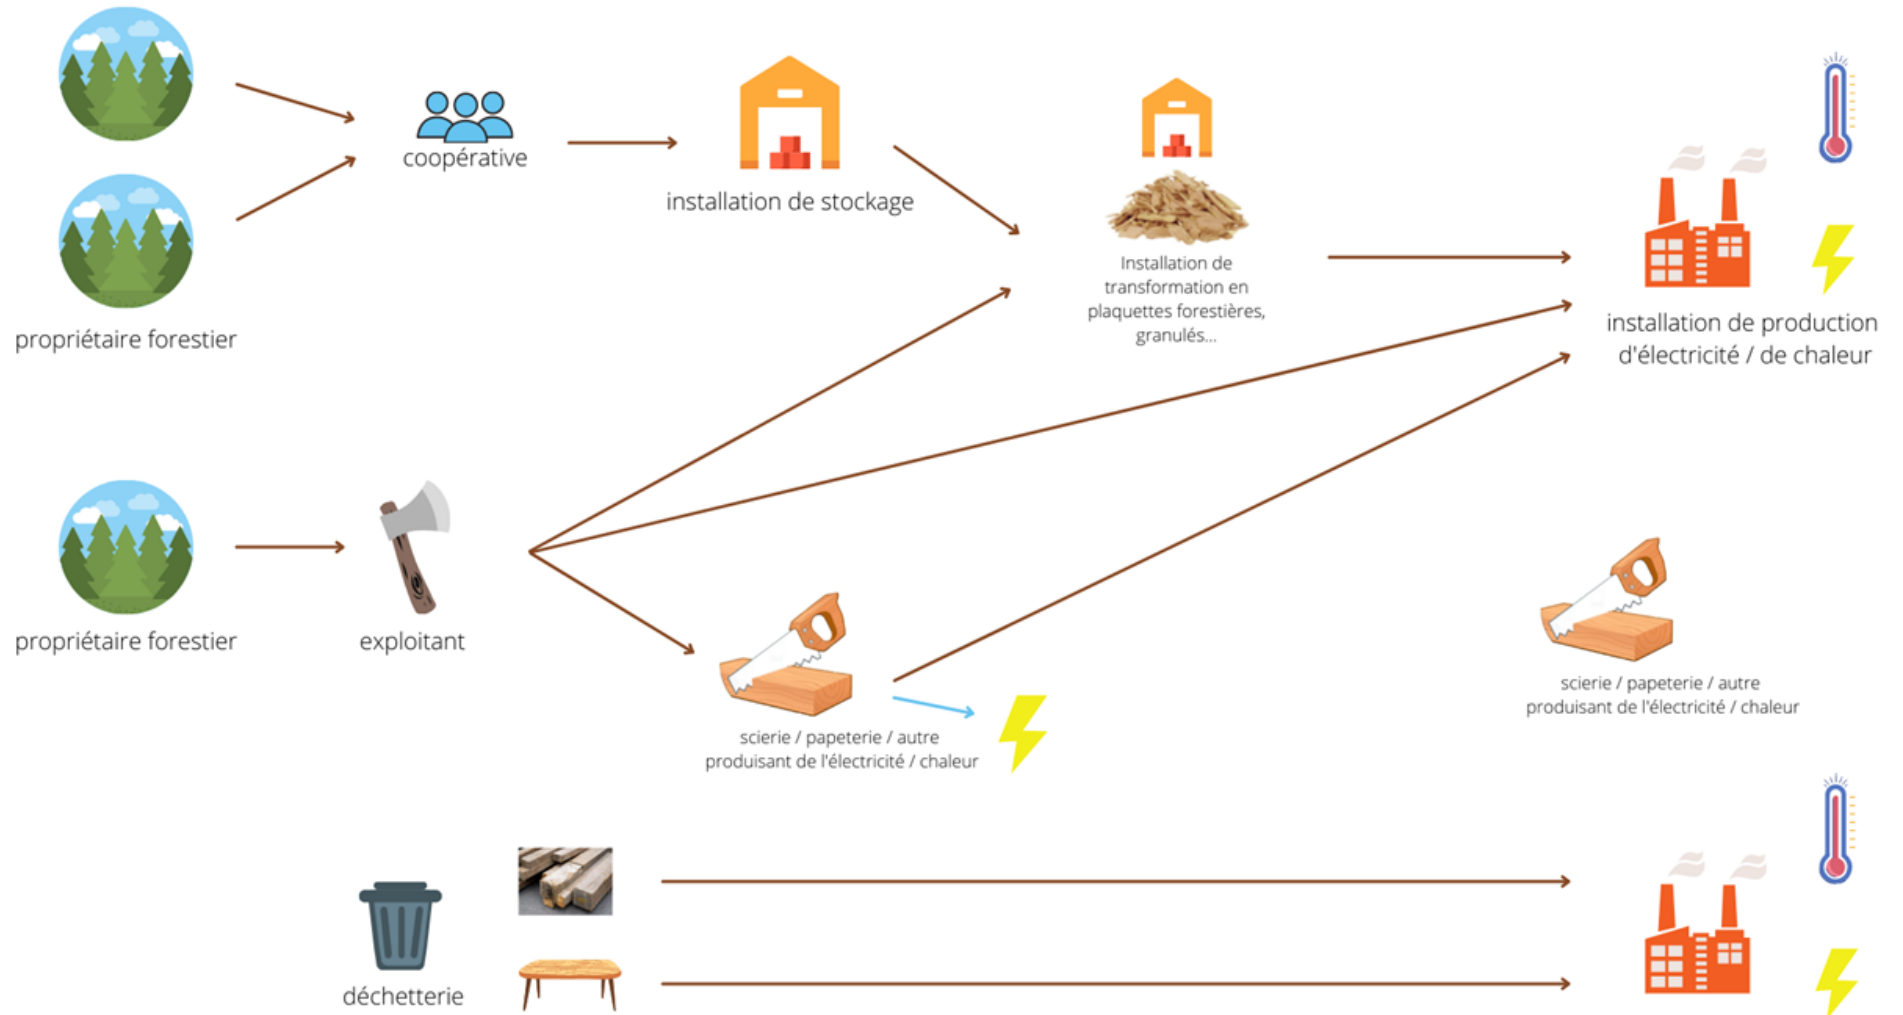 coopérative
installation de stockage
propriétaire forestier
Installation de
transformation en
plaquettes forestières,
granulés...
installation de production
d'électricité / de chaleur
propriétaire forestier
exploitant
scierie / papeterie / autre
produisant de l'électricité / chaleur
scierie / papeterie / autre
produisant de l'électricité / chaleur
déchetterie